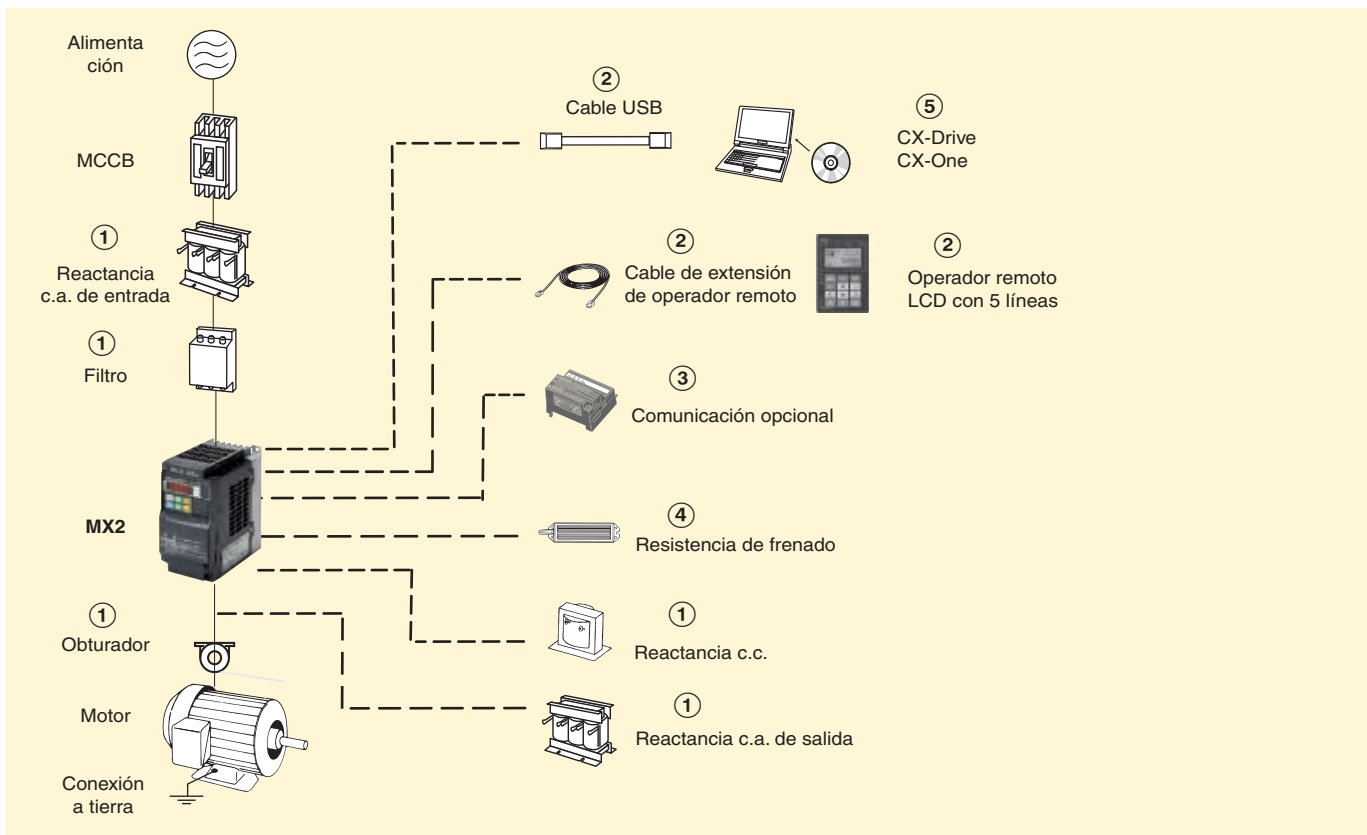 Alimenta
ción
MCCB
1
Reactancia
c.a. de entrada
1
Filtro
MX2
1
Obturador
Motor
Conexión
a tierra
2
Cable USB
5
CX-Drive
CX-One
2
Cable de extensión
de operador remoto
2
Operador remoto
LCD con 5 líneas
3
Comunicación opcional
4
Resistencia de frenado
1
Reactancia c.c.
1
Reactancia c.a. de salida